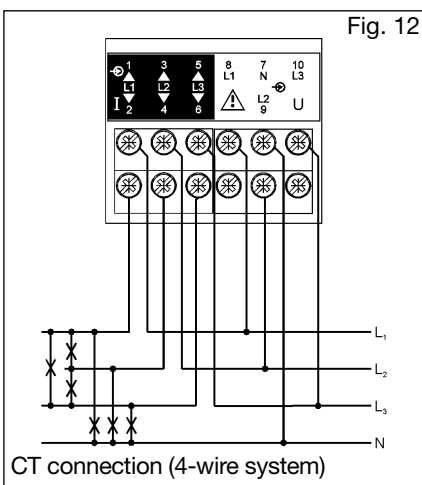 Fig. 12
1 3 5 8 7 10
L1 N L3
L1 L2 L3
I 2 4 6 L2 9 U
L₁
L₂
L₃
N
CT connection (4-wire system)